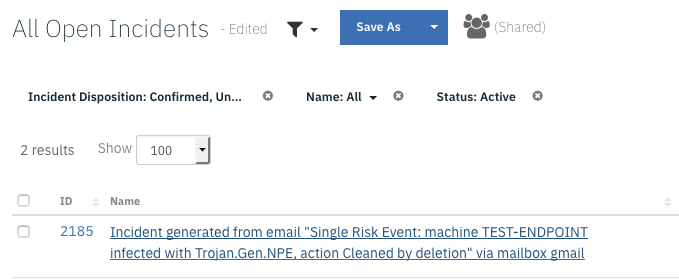 All Open Incidents - Edited Save As (Shared)
Incident Disposition: Confirmed, Un... Name: All Status: Active
2 results Show 100
ID Name
2185 Incident generated from email "Single Risk Event: machine TEST-ENDPOINT
infected with Trojan.Gen.NPE, action Cleaned by deletion" via mailbox gmail